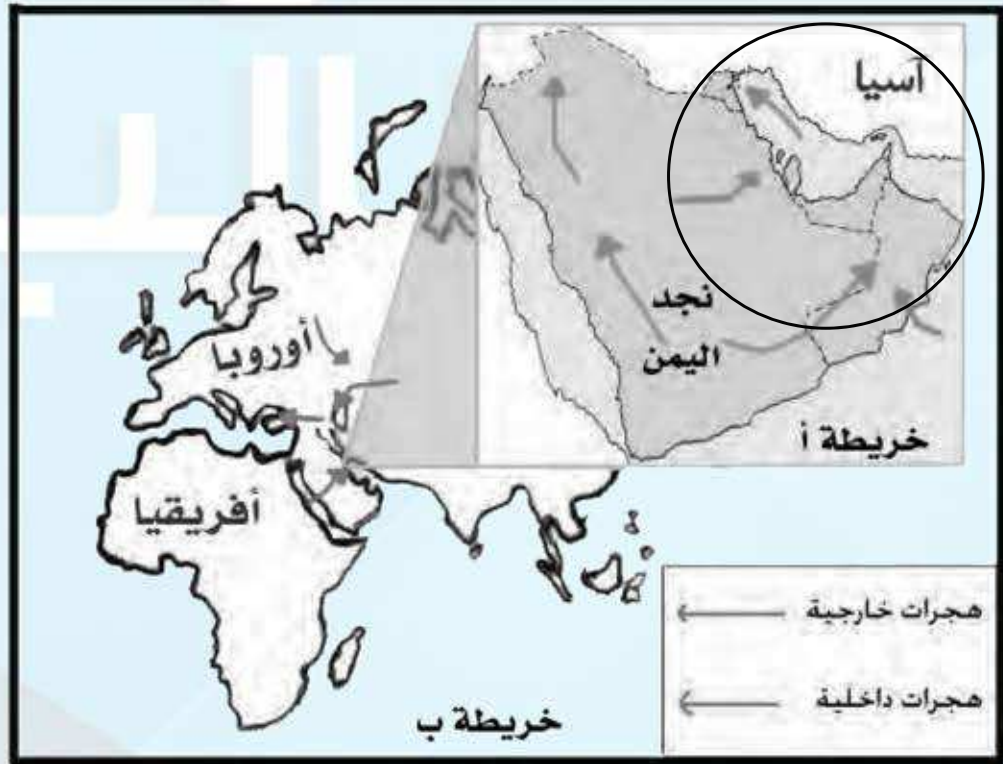 آسيا
نجد
اليمن
خريطة أ
أوروبا
أفريقيا
خريطة ب
هجرات خارجية
هجرات داخلية